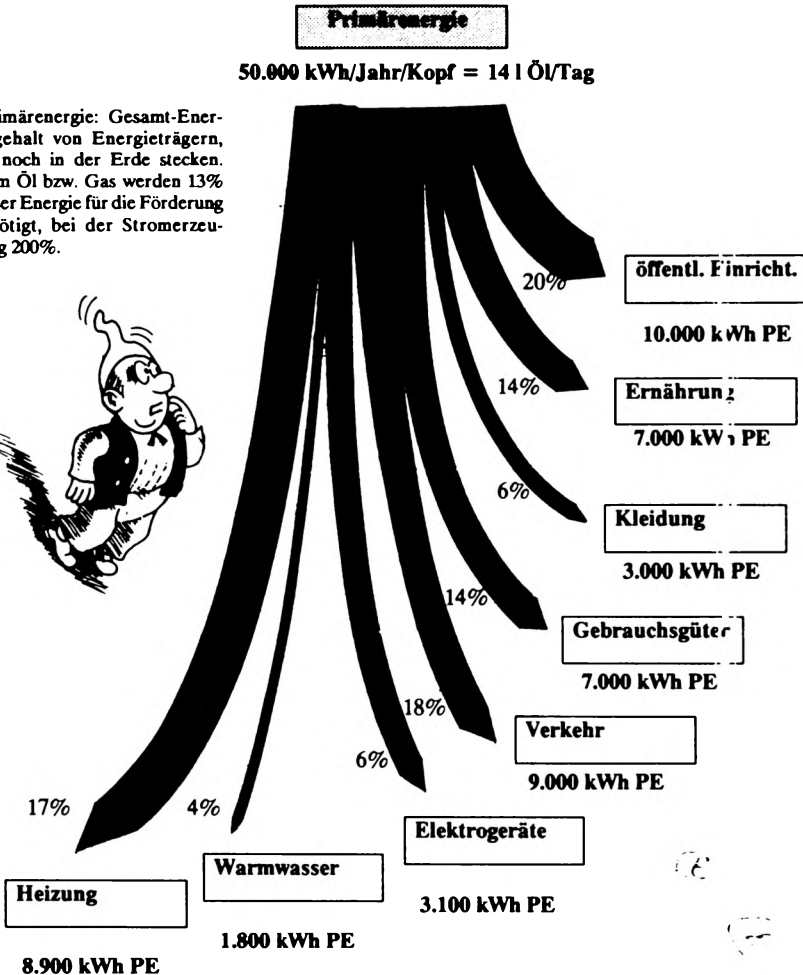 Primärenergie
50.000 kWh/Jahr/Kopf = 14 l Öl/Tag
imärenergie: Gesamt-Ener-
gehalt von Energieträgern,
noch in der Erde stecken.
m Öl bzw. Gas werden 13%
ser Energie für die Förderung
nötigt, bei der Stromerzeu-
g 200%.
20%
öffentl. Einricht.
10.000 kWh PE
14%
Ernährung
7.000 kWh PE
6%
Kleidung
3.000 kWh PE
14%
Gebrauchsgüter
7.000 kWh PE
18%
Verkehr
9.000 kWh PE
6%
Elektrogeräte
3.100 kWh PE
4%
Warmwasser
1.800 kWh PE
17%
Heizung
8.900 kWh PE